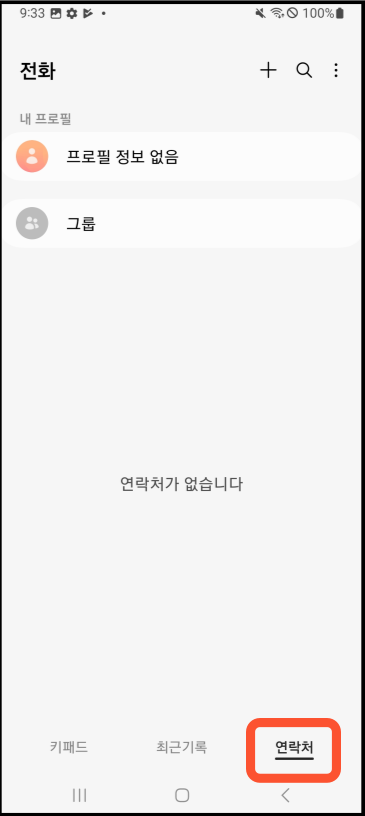 9:33
100%
전화
내 프로필
프로필 정보 없음
그룹
연락처가 없습니다
키패드 최근기록 연락처